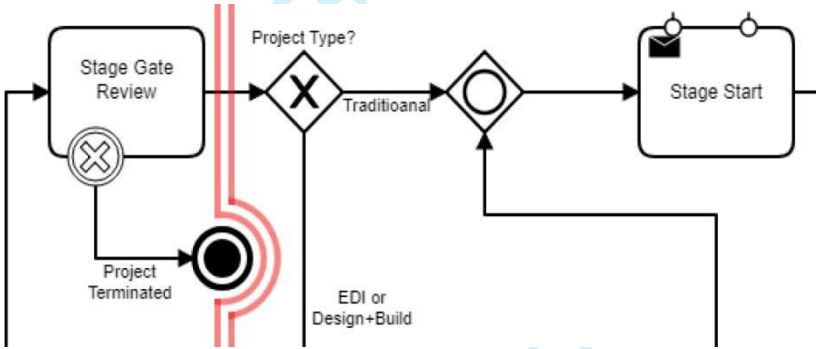 Project Type?
Stage Gate
Review
Traditioanal
Stage Start
Project
Terminated
EDI or
Design+Build